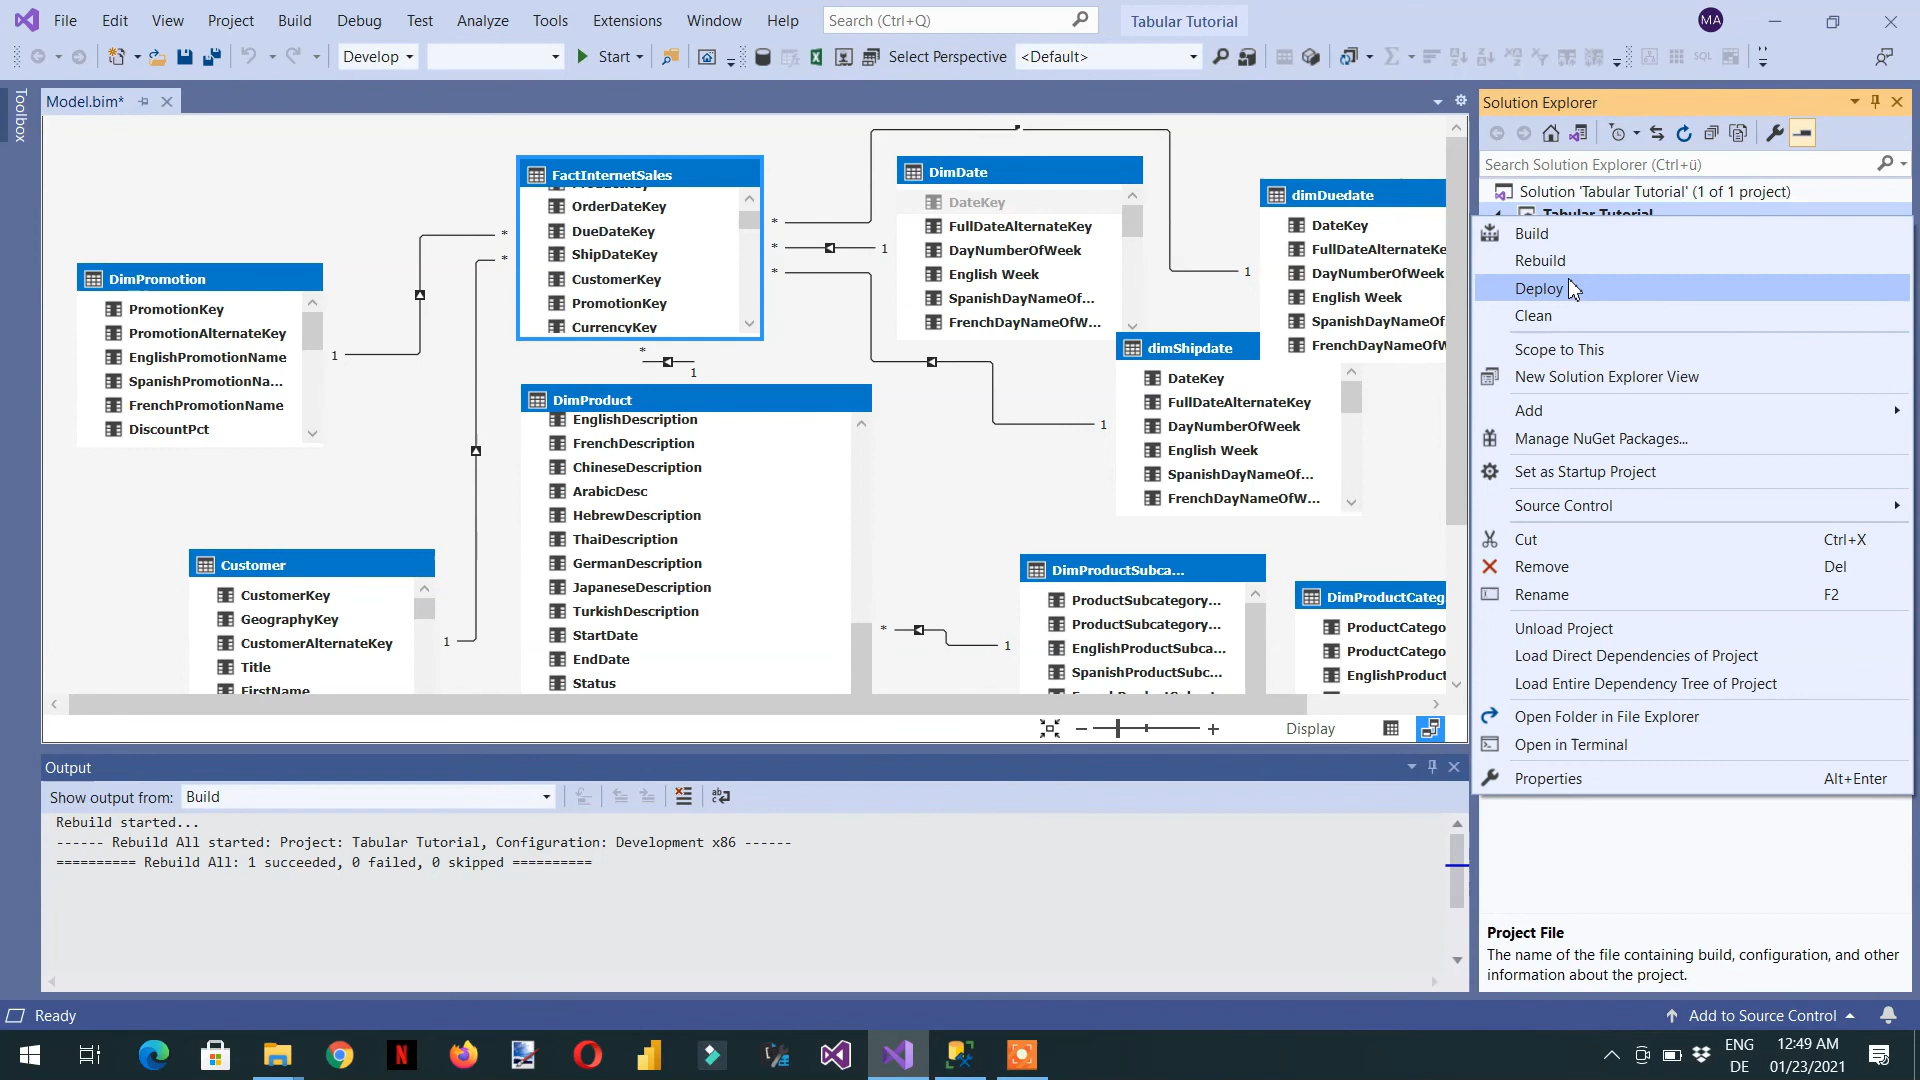 File Edit View Project Build Debug Test Analyze Tools Extensions Window Help Search (Ctrl+Q) Tabular Tutorial MA
Develop Start Select Perspective <Default> SQL
Toolbox
Model.bim*
FactInternetSales
OrderDateKey
DueDateKey
ShipDateKey
CustomerKey
PromotionKey
CurrencyKey
DimDate
DateKey
FullDateAlternateKey
DayNumberOfWeek
English Week
SpanishDayNameOf...
FrenchDayNameOfW...
dimDuedate
DateKey
FullDateAlternateKe
DayNumberOfWeek
English Week
SpanishDayNameOf
FrenchDayNameOfW
DimPromotion
PromotionKey
PromotionAlternateKey
EnglishPromotionName
SpanishPromotionNa...
FrenchPromotionName
DiscountPct
dimShipdate
DateKey
FullDateAlternateKey
DayNumberOfWeek
English Week
SpanishDayNameOf...
FrenchDayNameOfW...
DimProduct
EnglishDescription
FrenchDescription
ChineseDescription
ArabicDesc
HebrewDescription
ThaiDescription
GermanDescription
JapaneseDescription
TurkishDescription
StartDate
EndDate
Status
Customer
CustomerKey
GeographyKey
CustomerAlternateKey
Title
FirstName
DimProductSubca...
ProductSubcategory...
ProductSubcategory...
EnglishProductSubca...
SpanishProductSubc...
DimProductCateg
ProductCatego
ProductCatego
EnglishProduct
* 1
* 1
* 1
* 1
* 1
* 1
* 1
Display
Output
Show output from: Build
Rebuild started...
------ Rebuild All started: Project: Tabular Tutorial, Configuration: Development x86 ------
========== Rebuild All: 1 succeeded, 0 failed, 0 skipped ==========
Solution Explorer
Search Solution Explorer (Ctrl+ü)
Solution 'Tabular Tutorial' (1 of 1 project)
Tabular Tutorial
Build
Rebuild
Deploy
Clean
Scope to This
New Solution Explorer View
Add
Manage NuGet Packages...
Set as Startup Project
Source Control
Cut Ctrl+X
Remove Del
Rename F2
Unload Project
Load Direct Dependencies of Project
Load Entire Dependency Tree of Project
Open Folder in File Explorer
Open in Terminal
Properties Alt+Enter
Project File
The name of the file containing build, configuration, and other
information about the project.
Ready Add to Source Control
ENG 12:49 AM
DE 01/23/2021